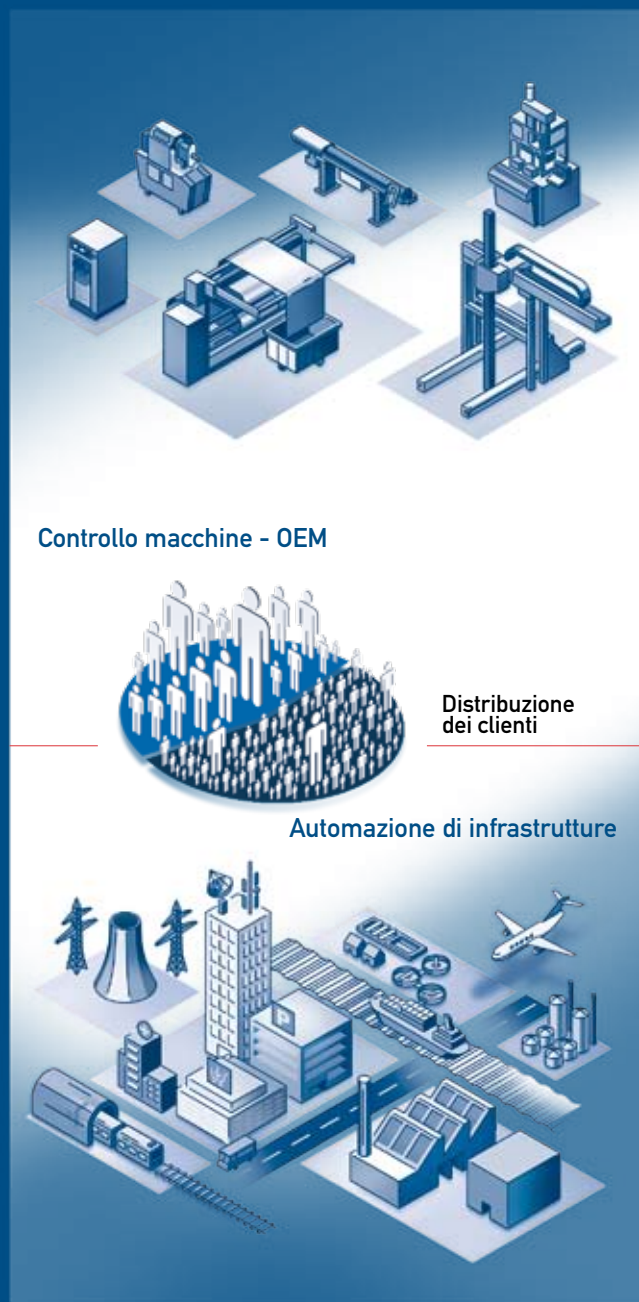 Controllo macchine - OEM
Distribuzione
dei clienti
Automazione di infrastrutture
P